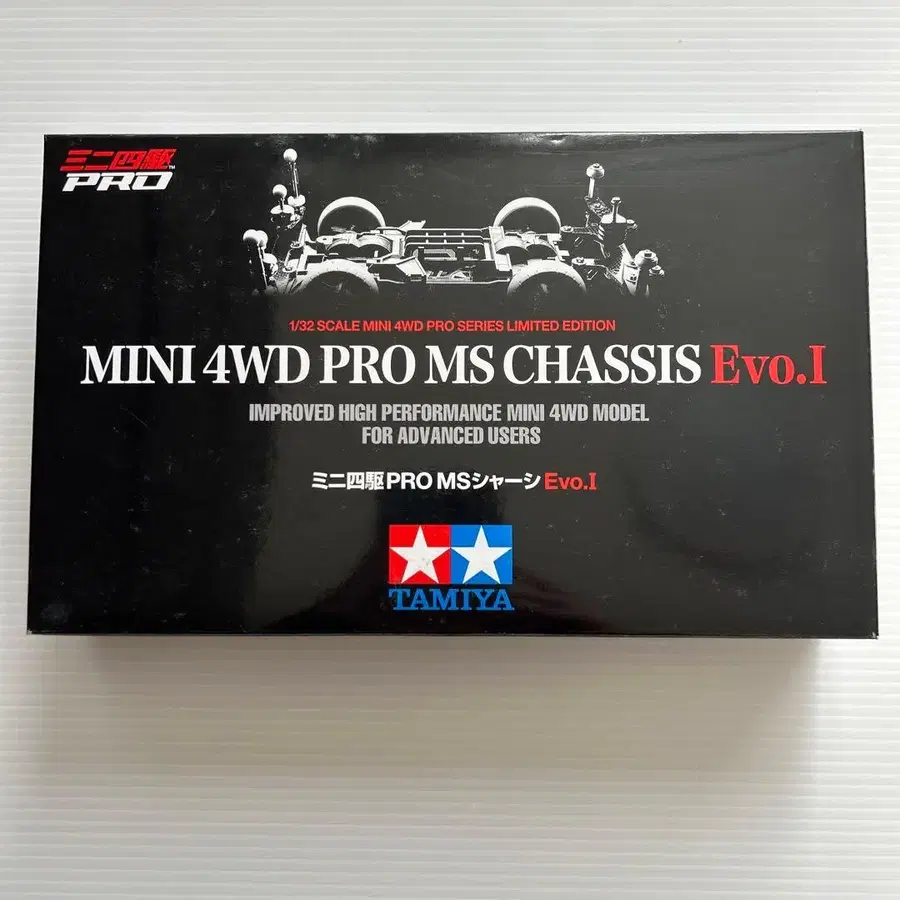 ミニ四駆™
PRO
1/32 SCALE MINI 4WD PRO SERIES LIMITED EDITION
MINI 4WD PRO MS CHASSIS Evo.I
IMPROVED HIGH PERFORMANCE MINI 4WD MODEL
FOR ADVANCED USERS
ミニ四駆PRO MSシャーシ Evo.I
TAMIYA